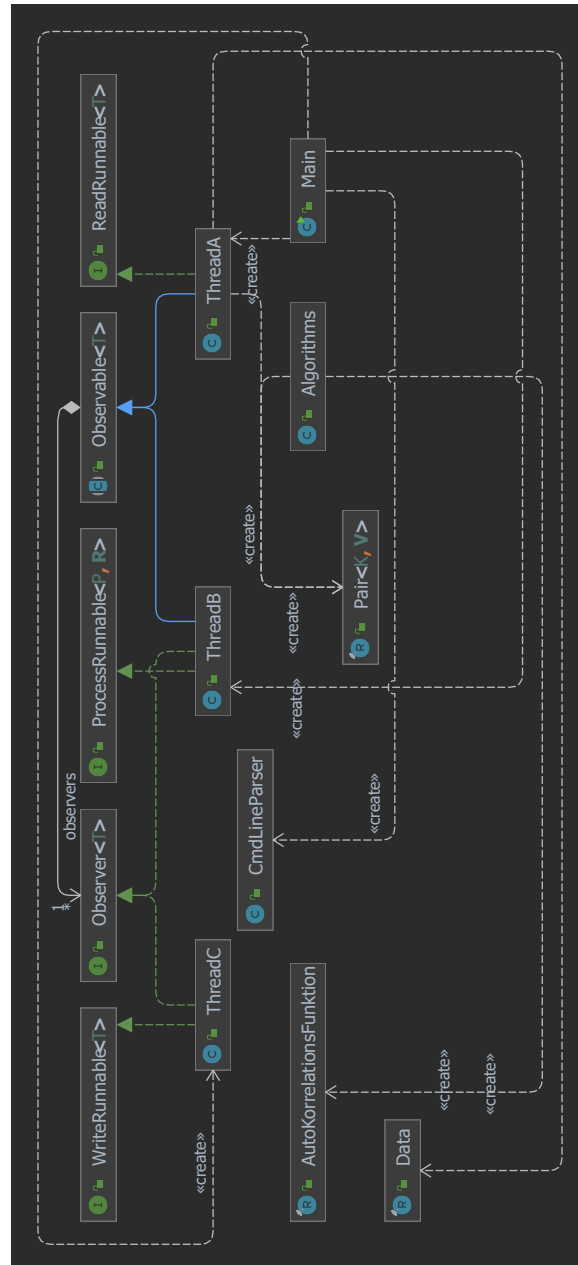 WriteRunnable<T>
1
*
observers
Observer<T>
ProcessRunnable<P, R>
Observable<T>
ReadRunnable<T>
«create»
ThreadC
ThreadB
ThreadA
CmdLineParser
«create»
«create»
«create»
«create»
AutoKorrelationsFunktion
Algorithms
Main
Pair<K, V>
«create»
Data
«create»
«create»
I
I
I
C
I
C
C
C
C
R
C
C
R
R